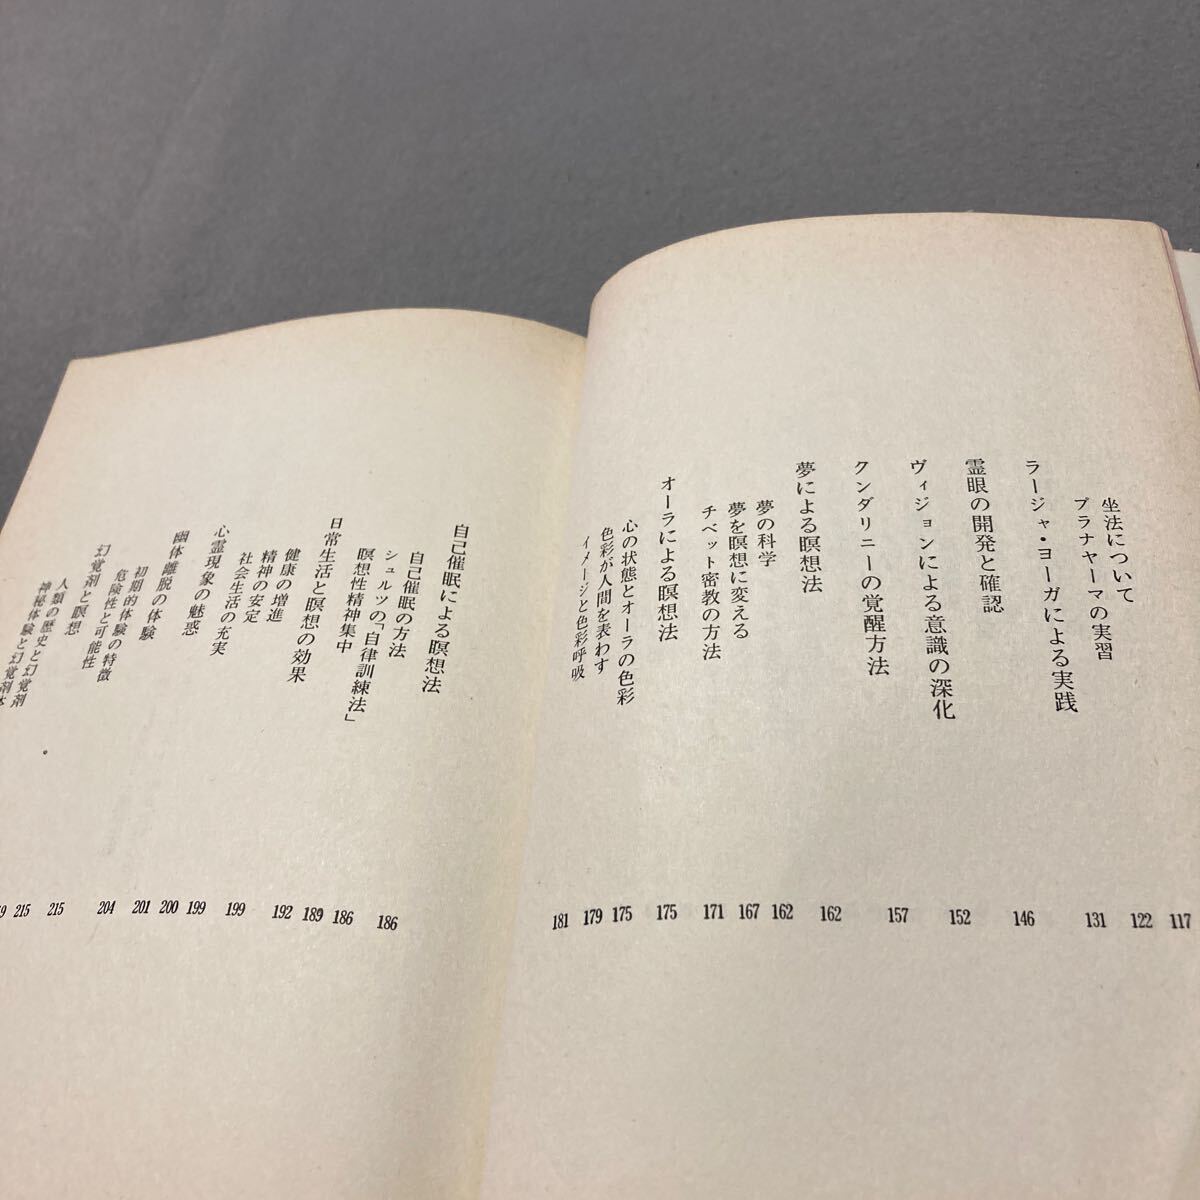 坐法について 117
プラナヤーマの実習 122
ラージャ・ヨーガによる実践 131
霊眼の開発と確認 146
ヴィジョンによる意識の深化 152
クンダリニーの覚醒方法 157
夢による瞑想法 162
夢の科学 162
夢を瞑想に変える 167
チベット密教の方法 171
オーラによる瞑想法 175
心の状態とオーラの色彩 175
色彩が人間を表わす 179
イメージと色彩呼吸 181
自己催眠による瞑想法 186
自己催眠の方法 186
シュルツの「自律訓練法」 189
瞑想性精神集中 192
日常生活と瞑想の効果 199
健康の増進 199
精神の安定 200
社会生活の充実 201
心霊現象の魅惑 204
幽体離脱の体験 215
初期的体験 215
危険性と可能性の特徴
幻覚剤と瞑想
人類の歴史と幻覚剤
神秘体験と幻覚剤体